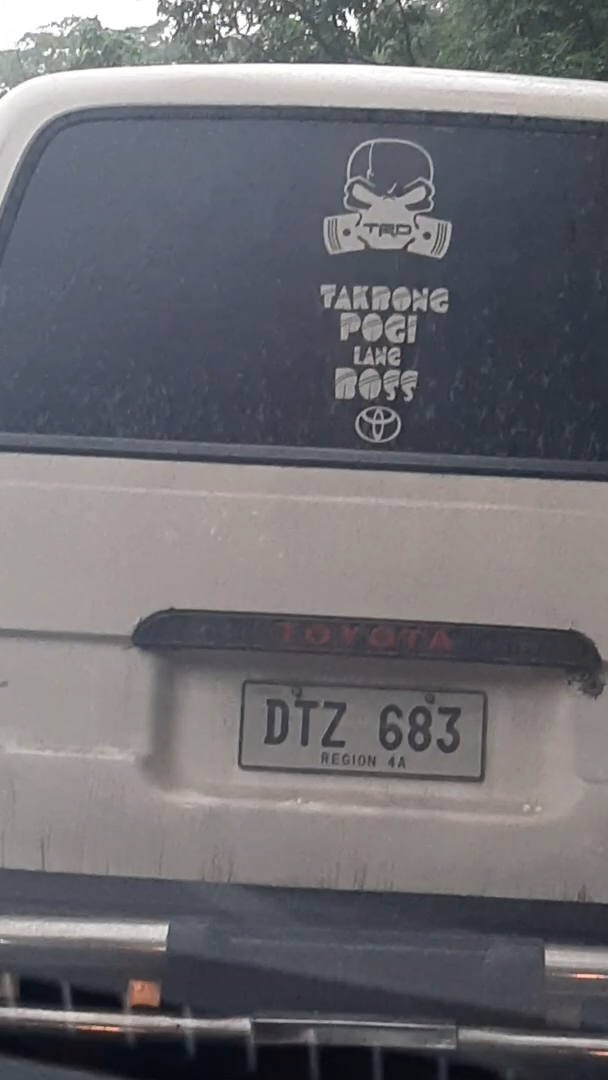 TRD
TAKBONG
POGI
LANG
BOSS
TOYOTA
DTZ 683
REGION 4A